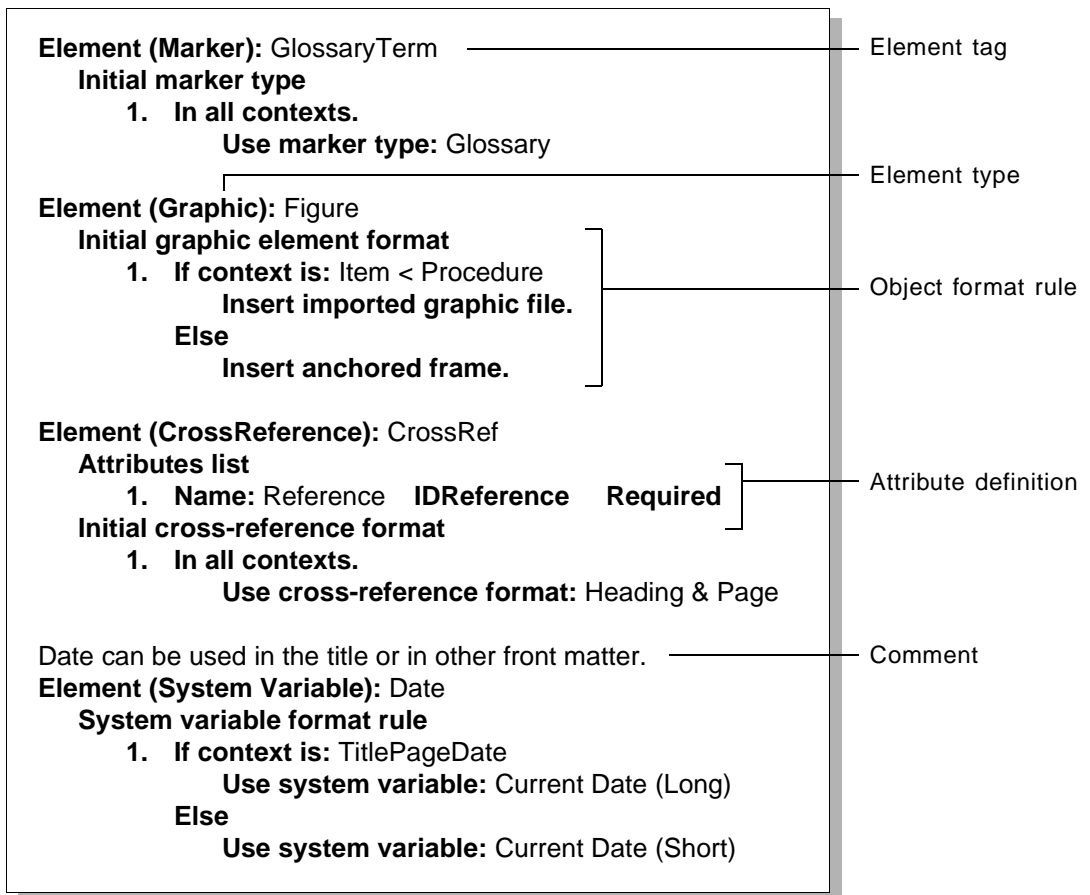 Element (Marker): GlossaryTerm
Element tag
Initial marker type
1. In all contexts.
Use marker type: Glossary
Element type
Element (Graphic): Figure
Initial graphic element format
1. If context is: Item < Procedure
Object format rule
Insert imported graphic file.
Else
Insert anchored frame.
Element (CrossReference): CrossRef
Attributes list
1. Name: Reference IDReference Required
Attribute definition
Initial cross-reference format
1. In all contexts.
Use cross-reference format: Heading & Page
Date can be used in the title or in other front matter.
Comment
Element (System Variable): Date
System variable format rule
1. If context is: TitlePageDate
Use system variable: Current Date (Long)
Else
Use system variable: Current Date (Short)